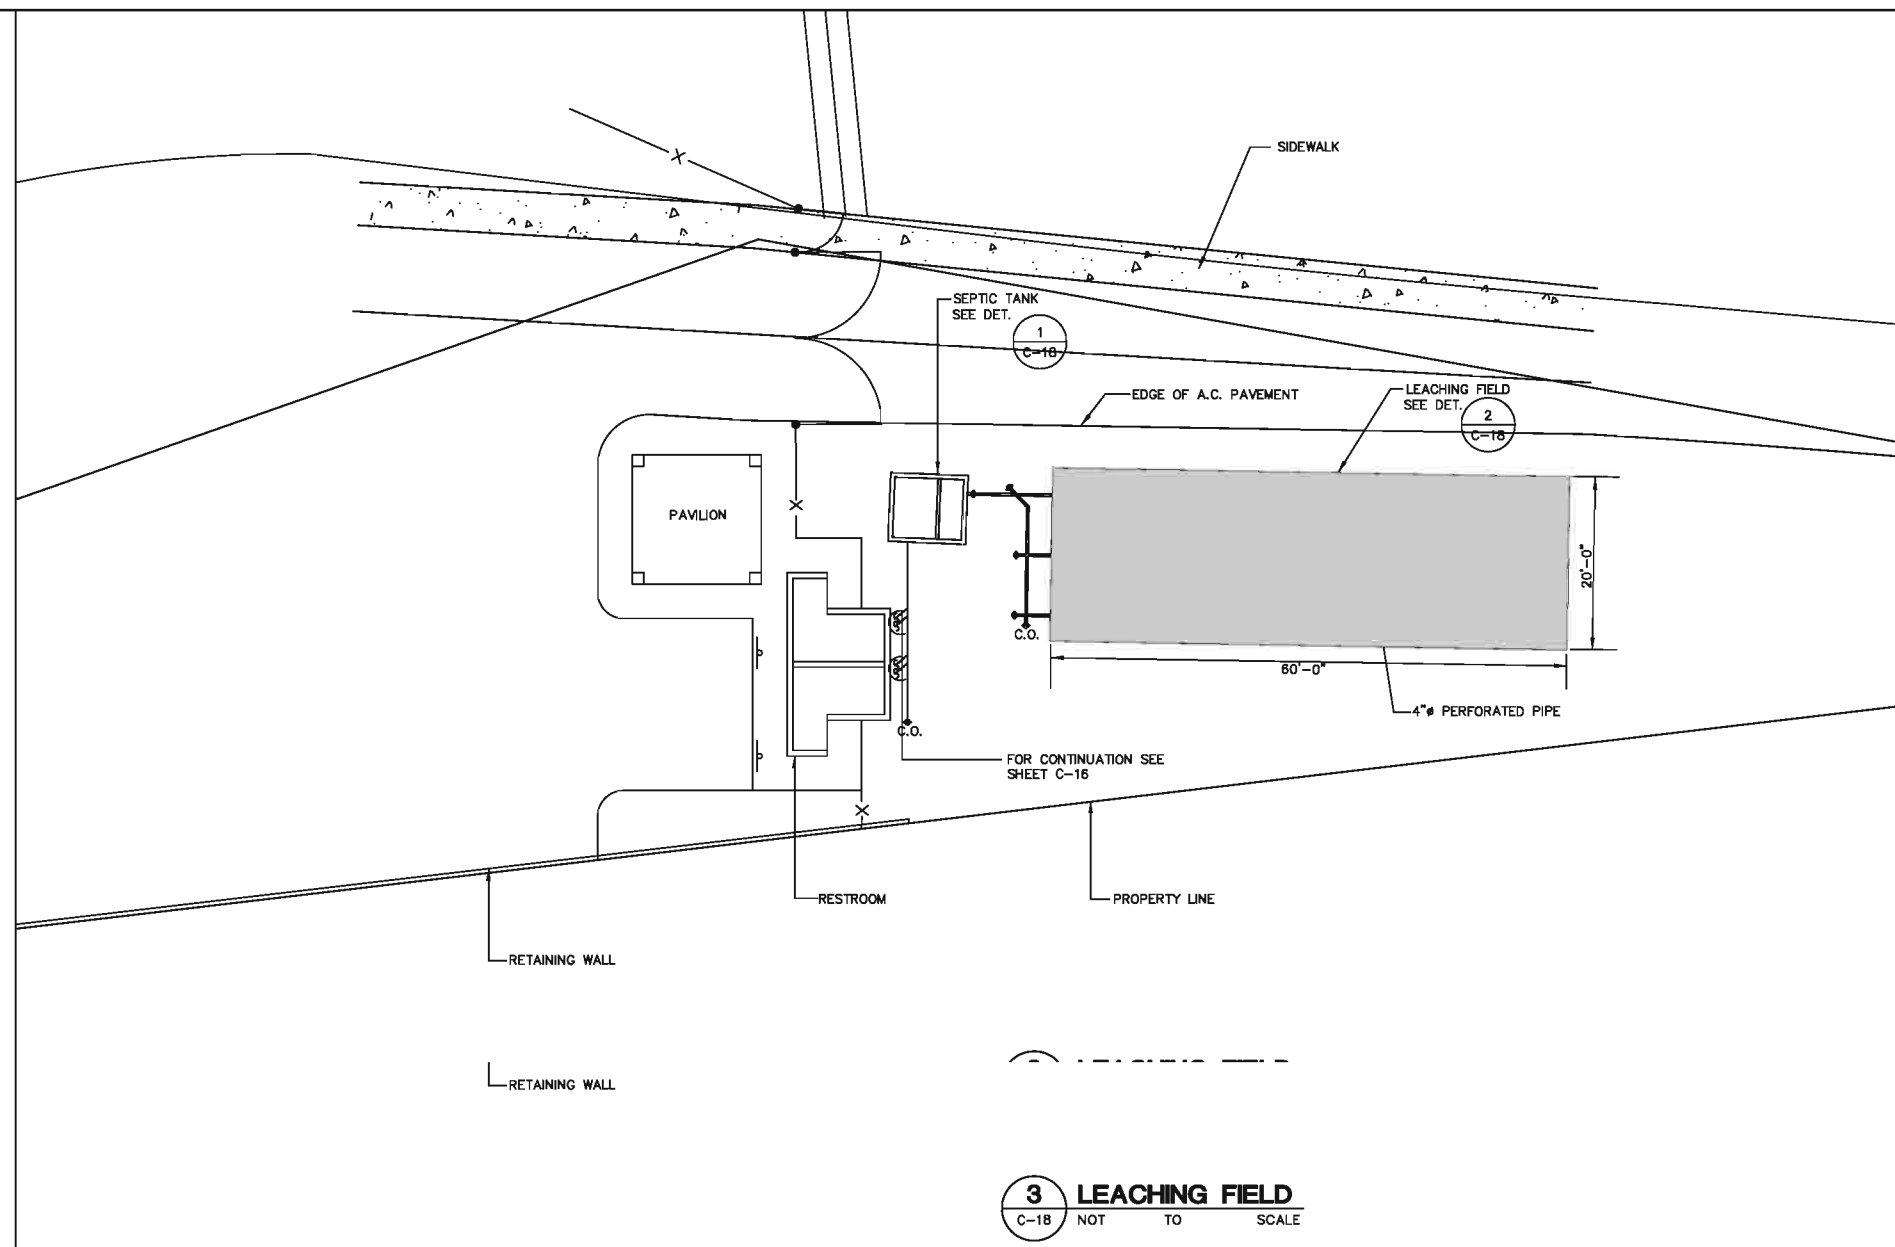 SIDEWALK
SEPTIC TANK
SEE DET.
1
C-18
EDGE OF A.C. PAVEMENT
LEACHING FIELD
SEE DET.
2
C-18
PAVILION
20'-0"
C.O.
60'-0"
4"ø PERFORATED PIPE
C.O.
FOR CONTINUATION SEE
SHEET C-16
RESTROOM
PROPERTY LINE
RETAINING WALL
RETAINING WALL
3 LEACHING FIELD
C-18 NOT TO SCALE